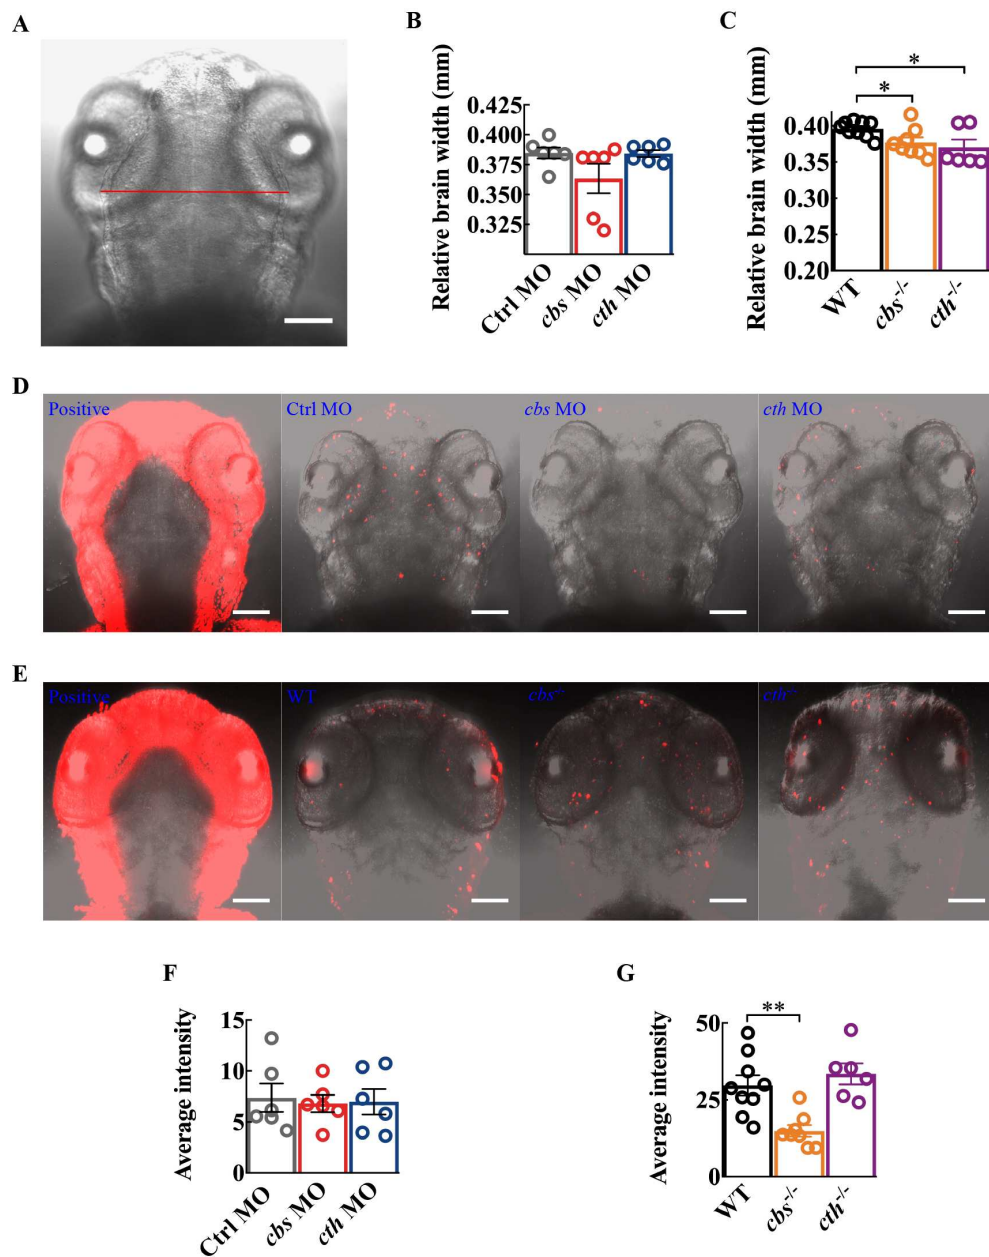 A
B
Relative brain width (mm)
0.425
0.400
0.375
0.350
0.325
Ctrl MO
cbs MO
cth MO
C
Relative brain width (mm)
0.40
0.35
0.30
0.25
0.20
*
*
WT
cbs-/-
cth-/-
D
Positive
Ctrl MO
cbs MO
cth MO
E
Positive
WT
cbs-/-
cth-/-
F
Average intensity
15
10
5
0
Ctrl MO
cbs MO
cth MO
G
Average intensity
50
25
0
**
WT
cbs-/-
cth-/-